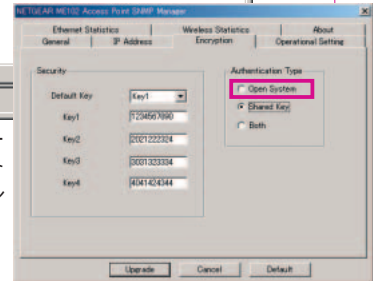 NETGEAR ME102 Access Point SNMP Manager
Ethernet Statistics Wireless Statistics About
General IP Address Encryption Operational Setting
Security
Default Key Key1
Key1 1234567890
Key2 2021222324
Key3 3031323334
Key4 4041424344
Authentication Type
Open System
Shared Key
Both
Upgrade Cancel Default